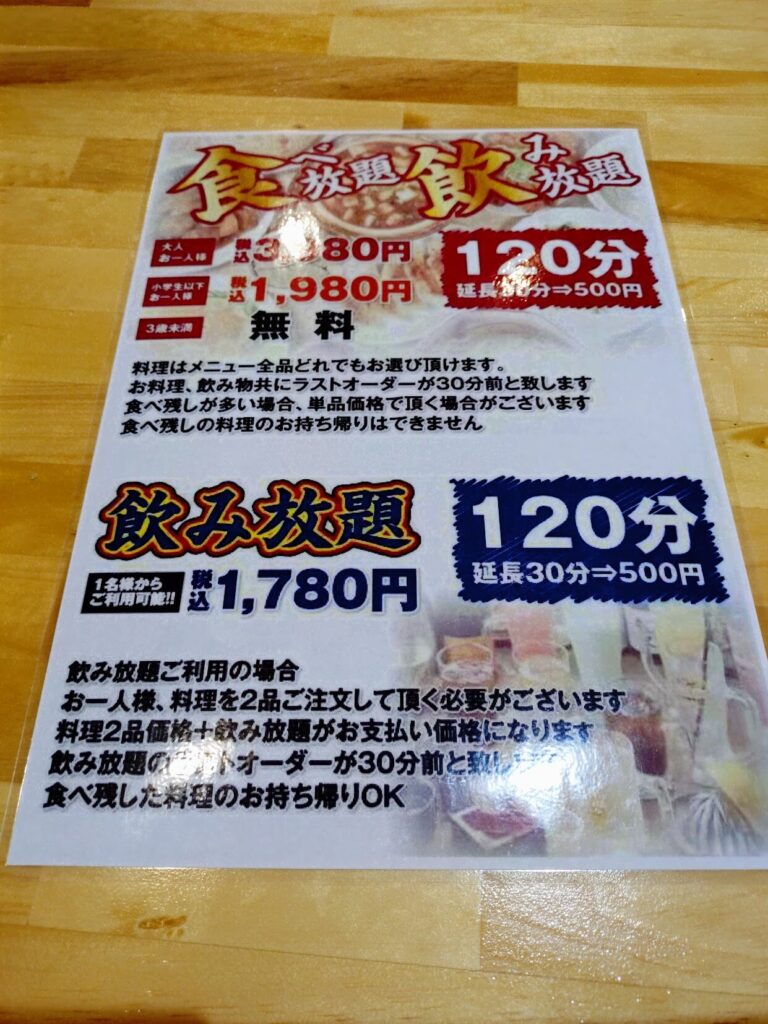 食べ放題 飲み放題
大人
お一人様
税込
120分
小学生以下
お一人様
税込1,980円
延長 分⇒500円
3歳未満 無料
料理はメニュー全品どれでもお選び頂けます。
お料理、飲み物共にラストオーダーが30分前と致します
食べ残しが多い場合、単品価格で頂く場合がございます
食べ残しの料理のお持ち帰りはできません
飲み放題
120分
延長30分⇒500円
1名様から
ご利用可能!!
税込1,780円
飲み放題ご利用の場合
お一人様、料理を2品ご注文して頂く必要がございます
料理2品価格+飲み放題がお支払い価格になります
飲み放題の ストオーダーが30分前と致し
食べ残した料理のお持ち帰りOK